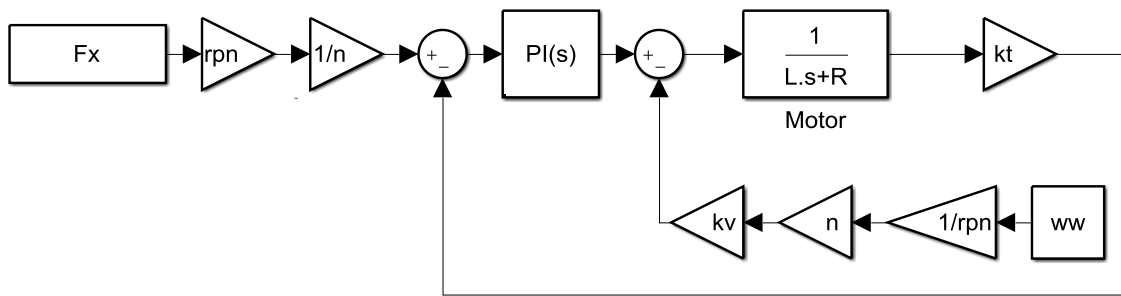 Fx
rpn
1/n
+
_
PI(s)
+
_
1
L.s+R
Motor
kt
kv
n
1/rpn
ww